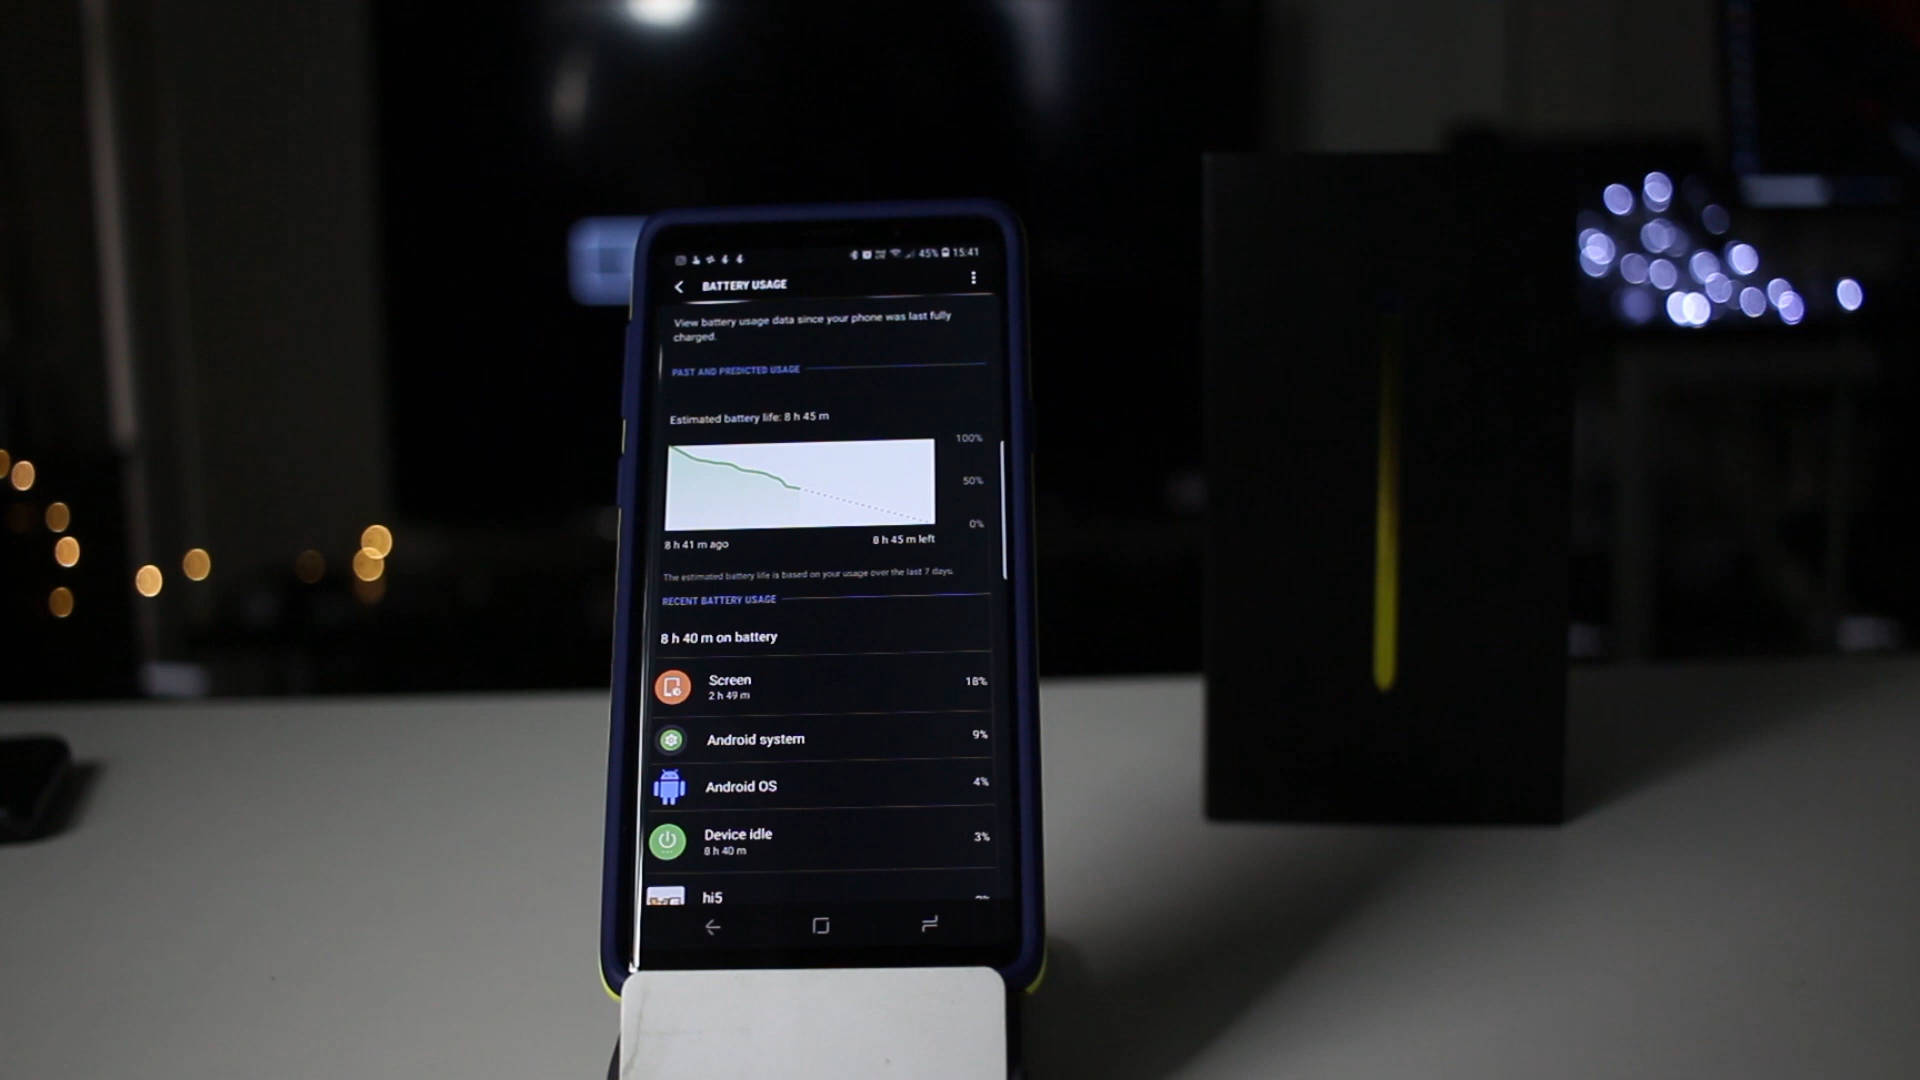 45% 15:41
BATTERY USAGE
View battery usage data since your phone was last fully
charged.
PAST AND PREDICTED USAGE
Estimated battery life: 8 h 45 m
100%
50%
0%
8 h 41 m ago
8 h 45 m left
The estimated battery life is based on your usage over the last 7 days.
RECENT BATTERY USAGE
8 h 40 m on battery
Screen 18%
2 h 49 m
Android system 9%
Android OS 4%
Device idle 3%
8 h 40 m
hi5